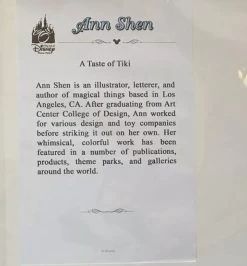 Disney
Ann Shen
A Taste of Tiki
Ann Shen is an illustrator, letterer, and
author of magical things based in Los
Angeles, CA. After graduating from Art
Center College of Design, Ann worked
for various design and toy companies
before striking it out on her own. Her
whimsical, colorful work has been
featured in a number of publications,
products, theme parks, and galleries
around the world.